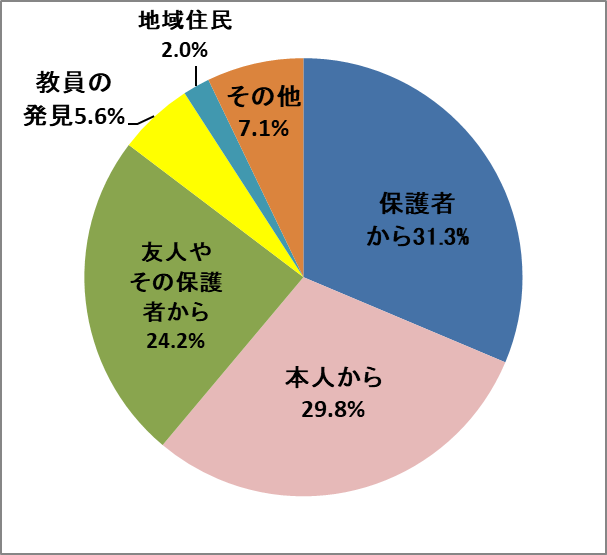 地域住民
2.0%
教員の
発見5.6%
その他
7.1%
保護者
から31.3%
友人や
その保護
者から
24.2%
本人から
29.8%